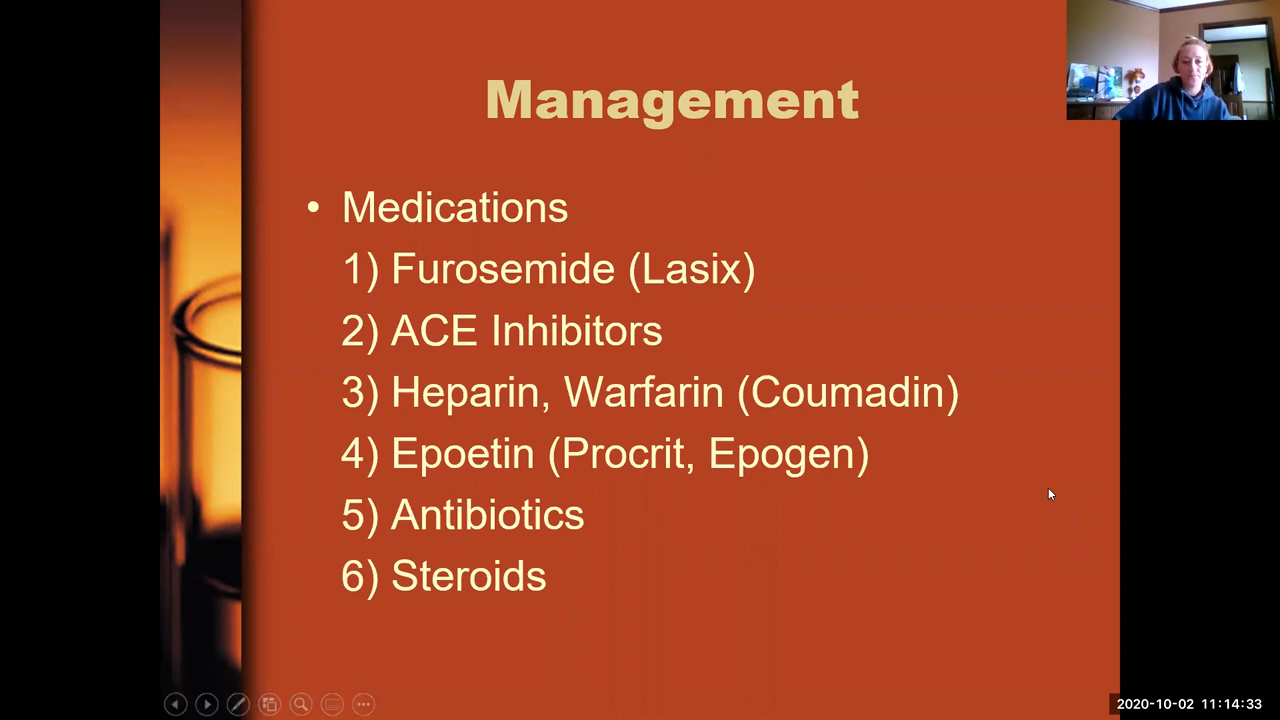 Management
• Medications
1) Furosemide (Lasix)
2) ACE Inhibitors
3) Heparin, Warfarin (Coumadin)
4) Epoetin (Procrit, Epogen)
5) Antibiotics
6) Steroids
2020-10-02 11:14:33